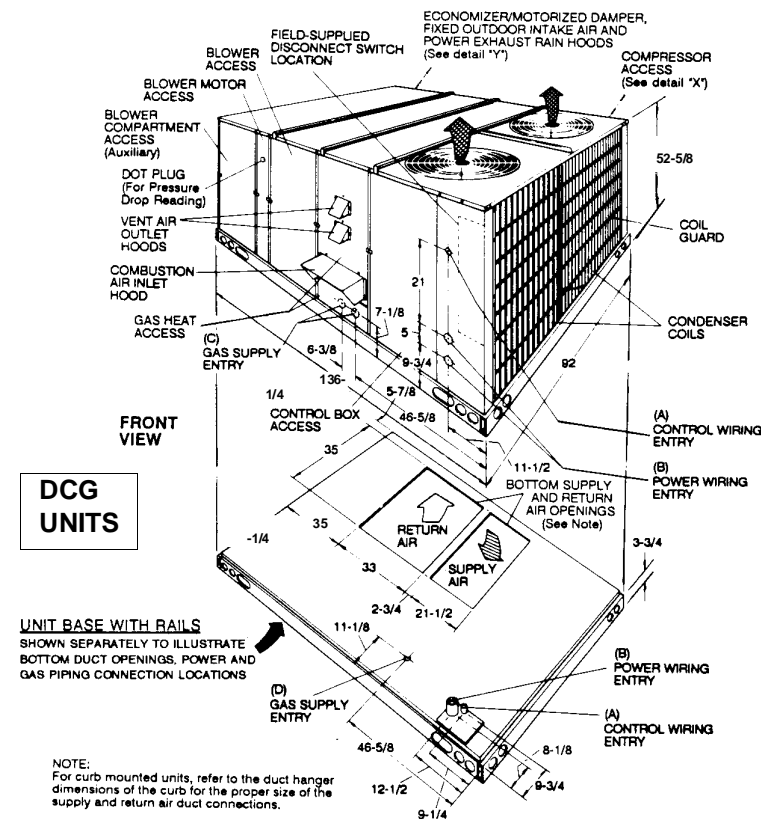 ECONOMIZER/MOTORIZED DAMPER,
FIXED OUTDOOR INTAKE AIR AND
POWER EXHAUST RAIN HOODS
(See detail "Y")
FIELD-SUPPLIED
DISCONNECT SWITCH
LOCATION
COMPRESSOR
ACCESS
(See detail "X")
BLOWER
ACCESS
BLOWER MOTOR
ACCESS
BLOWER
COMPARTMENT
ACCESS
(Auxiliary)
DOT PLUG
(For Pressure
Drop Reading)
VENT AIR
OUTLET
HOODS
COMBUSTION
AIR INLET
HOOD
GAS HEAT
ACCESS
(C)
GAS SUPPLY
ENTRY
52-5/8
COIL
GUARD
CONDENSER
COILS
21
7-1/8
5
6-3/8
9-3/4
92
136-
1/4
5-7/8
46-5/8
CONTROL BOX
ACCESS
11-1/2
(A)
CONTROL WIRING
ENTRY
(B)
POWER WIRING
ENTRY
FRONT
VIEW
DCG
UNITS
35
BOTTOM SUPPLY
AND RETURN
AIR OPENINGS
(See Note)
RETURN
AIR
35
-1/4
33
SUPPLY
AIR
3-3/4
2-3/4
21-1/2
11-1/8
UNIT BASE WITH RAILS
SHOWN SEPARATELY TO ILLUSTRATE
BOTTOM DUCT OPENINGS, POWER AND
GAS PIPING CONNECTION LOCATIONS
(D)
GAS SUPPLY
ENTRY
(B)
POWER WIRING
ENTRY
(A)
CONTROL WIRING
ENTRY
46-5/8
8-1/8
12-1/2
9-3/4
9-1/4
NOTE:
For curb mounted units, refer to the duct hanger
dimensions of the curb for the proper size of the
supply and return air duct connections.